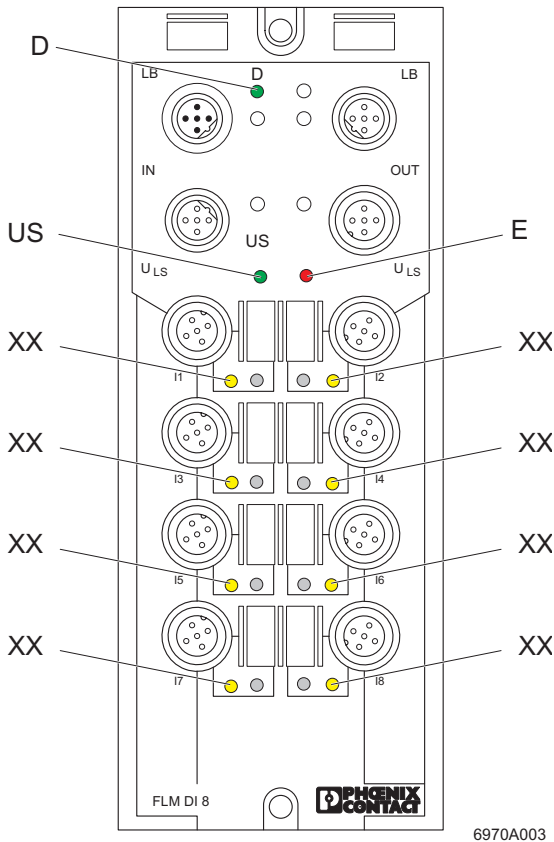 D
LB
D
LB
IN
OUT
US
US
E
U LS
U LS
XX
XX
I1
I2
XX
XX
I3
I4
XX
XX
I5
I6
XX
XX
I7
I8
FLM DI 8
PHŒNIX
CONTACT
6970A003